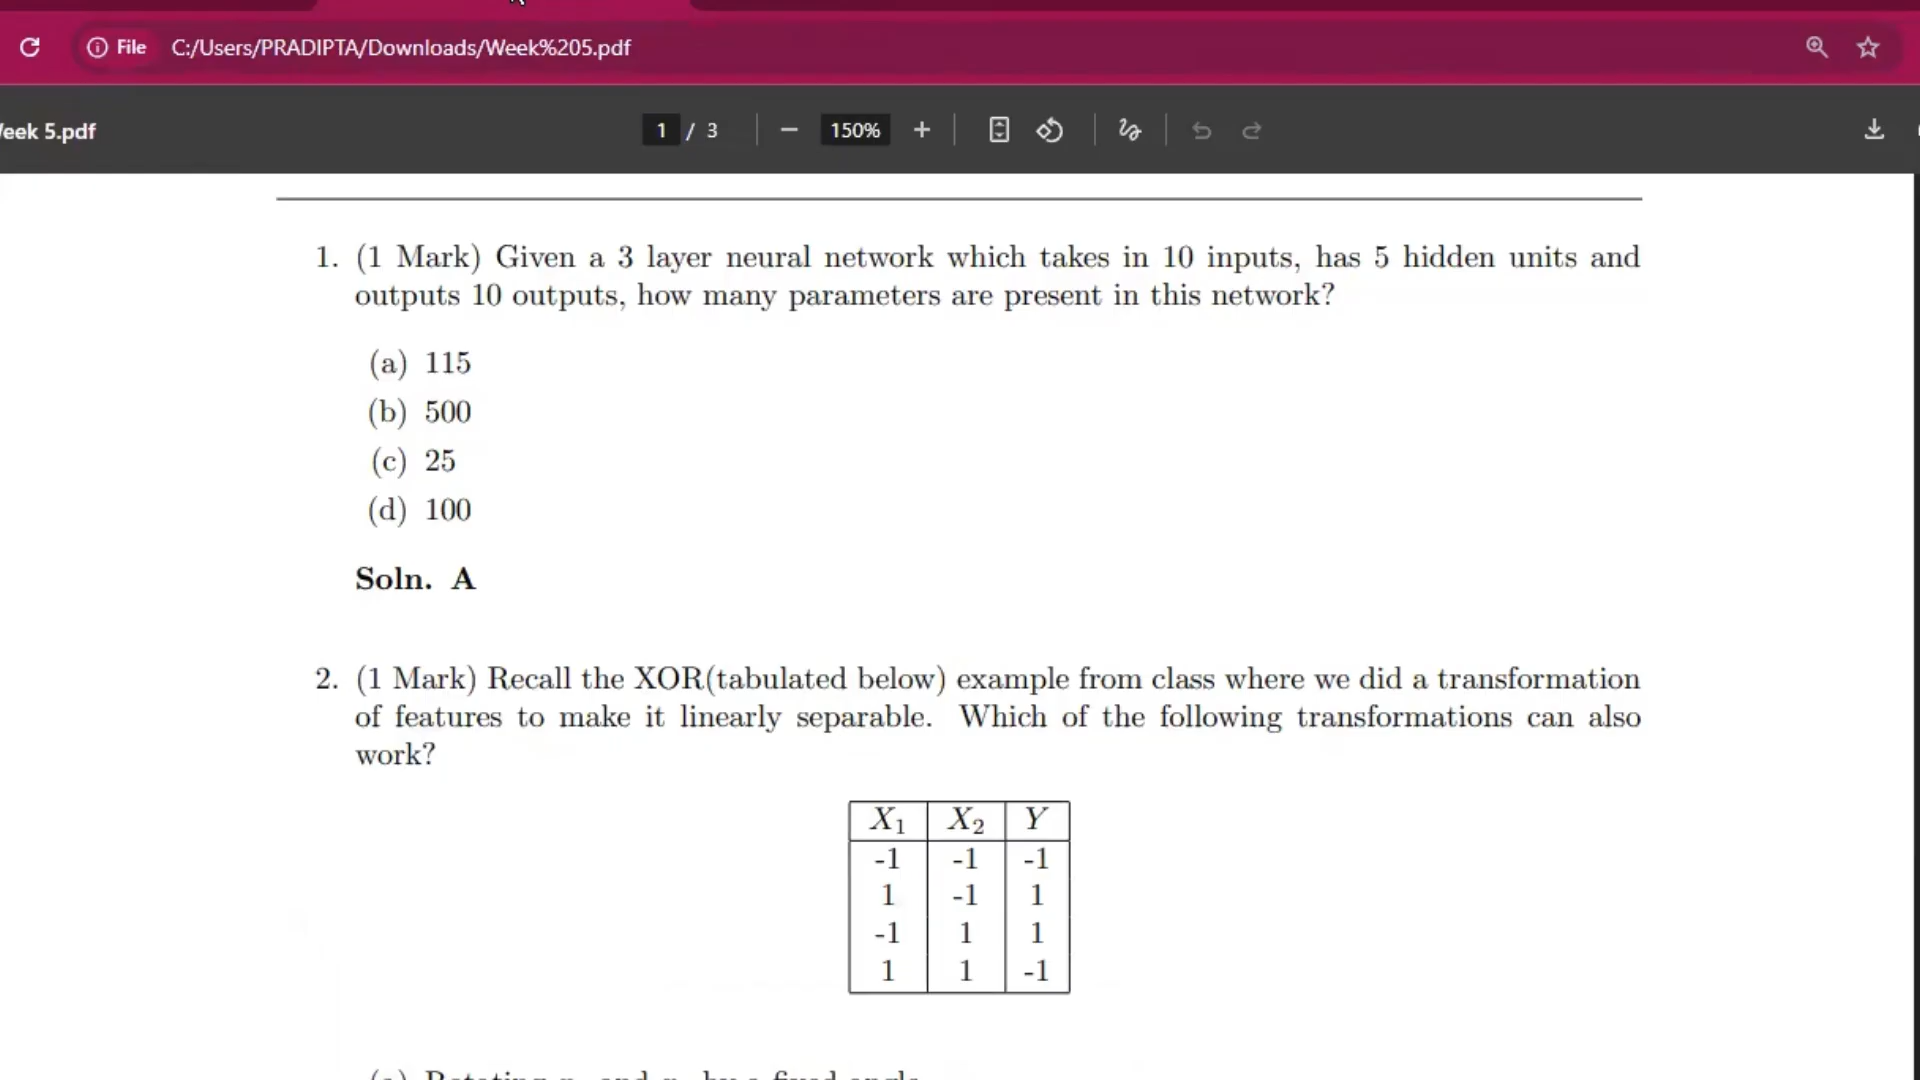 File C:/Users/PRADIPTA/Downloads/Week%205.pdf
eek 5.pdf
1 / 3
150%
1. (1 Mark) Given a 3 layer neural network which takes in 10 inputs, has 5 hidden units and
outputs 10 outputs, how many parameters are present in this network?
(a) 115
(b) 500
(c) 25
(d) 100
Soln. A
2. (1 Mark) Recall the XOR(tabulated below) example from class where we did a transformation
of features to make it linearly separable. Which of the following transformations can also
work?
X₁ X₂ Y
-1 -1 -1
1 -1 1
-1 1 1
1 1 -1